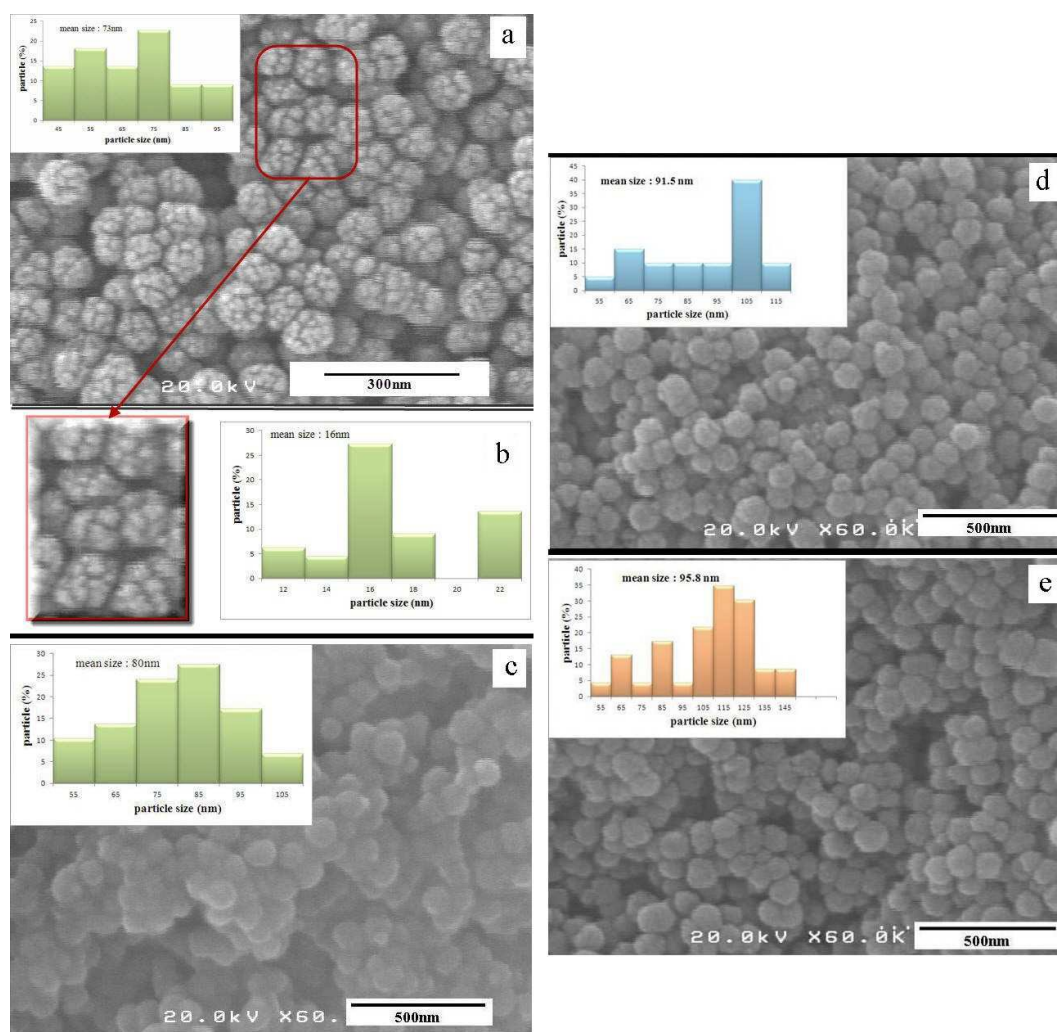 mean size : 73nm
a
particle (%)
25
20
15
10
5
0
45 55 65 75 85 95
particle size (nm)
20.0kV
300nm
mean size : 16nm
b
particle (%)
30
25
20
15
10
5
0
12 14 16 18 20 22
particle size (nm)
mean size : 80nm
c
particle (%)
30
25
20
15
10
5
0
55 65 75 85 95 105
particle size (nm)
20.0kV X60.
500nm
mean size : 91.5 nm
d
particle (%)
45
40
35
30
25
20
15
10
5
0
55 65 75 85 95 105 115
particle size (nm)
20.0kV X60.0K
500nm
mean size : 95.8 nm
e
particle (%)
40
35
30
25
20
15
10
5
0
55 65 75 85 95 105 115 125 135 145
particle size (nm)
20.0kV X60.0K
500nm